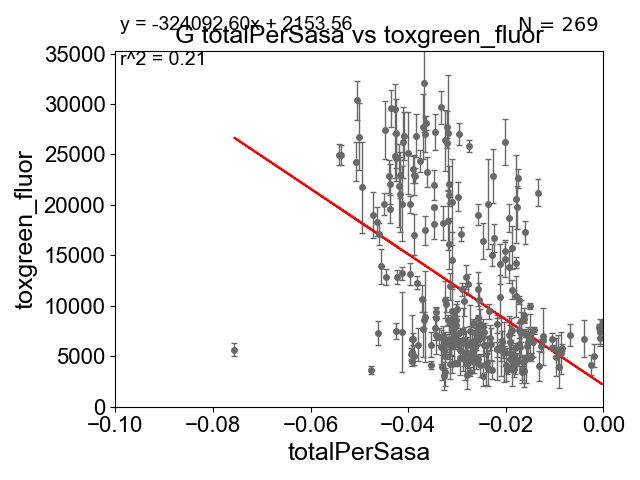 y = -324092.60x + 2153.56
N = 269
G totalPerSasa vs toxgreen_fluor
r^2 = 0.21
toxgreen_fluor
35000
30000
25000
20000
15000
10000
5000
0
−0.10 −0.08 −0.06 −0.04 −0.02 0.00
totalPerSasa